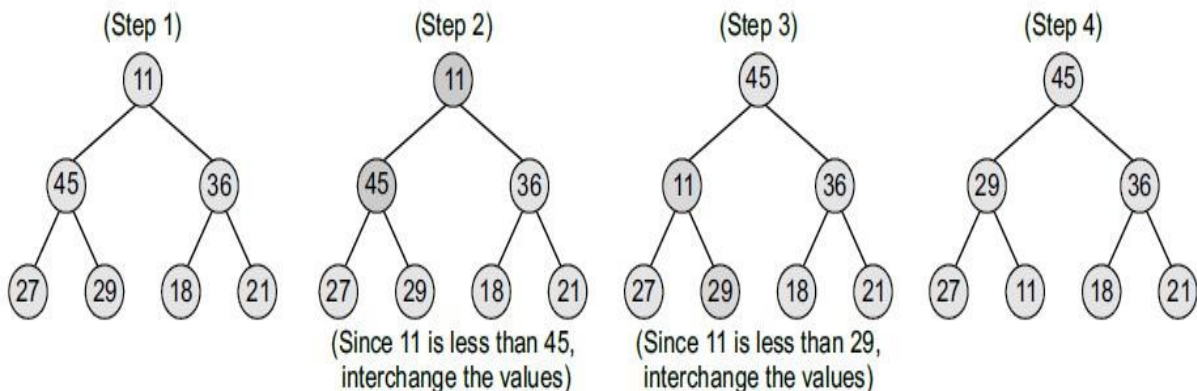 (Step 1) (Step 2) (Step 3) (Step 4)
11 11 45 45
45 36 45 36 11 36 29 36
27 29 18 21 27 29 18 21 27 29 18 21 27 11 18 21
(Since 11 is less than 45, (Since 11 is less than 29,
interchange the values) interchange the values)